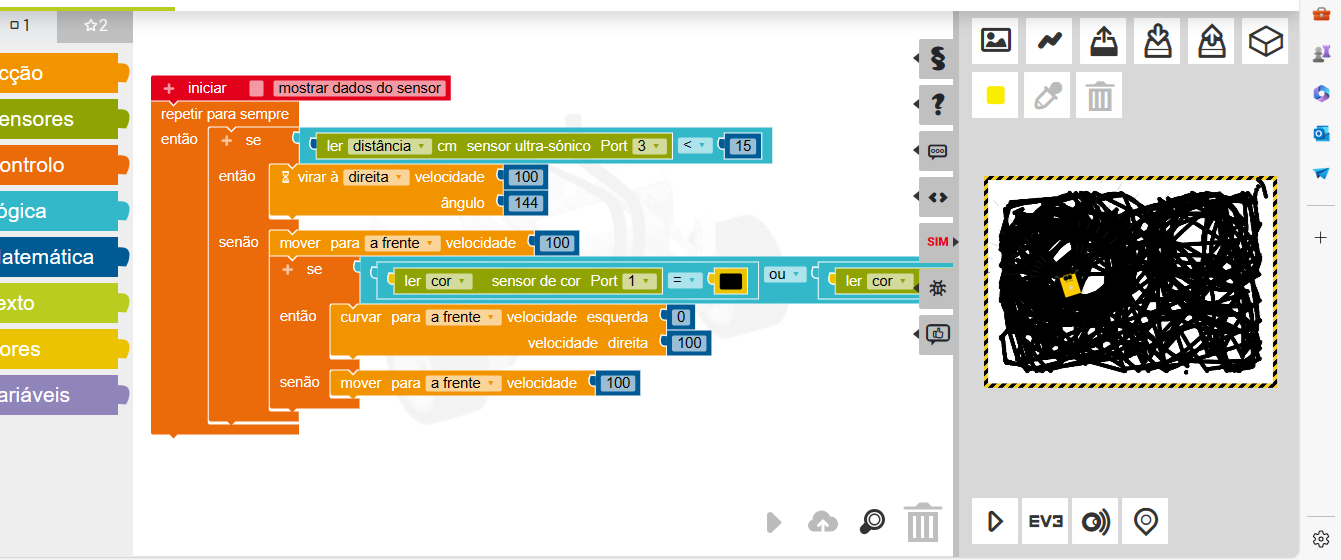 1
2
cção
ensores
ontrolo
ógica
atemática
exto
ores
ariáveis
+ iniciar mostrar dados do sensor
repetir para sempre
então + se ler distância cm sensor ultra-sónico Port 3 < 15
então virar à direita velocidade 100
ângulo 144
senão mover para a frente velocidade 100
+ se ler cor sensor de cor Port 1 = ou ler cor
então curvar para a frente velocidade esquerda 0
velocidade direita 100
senão mover para a frente velocidade 100
§
?
SIM
EV3